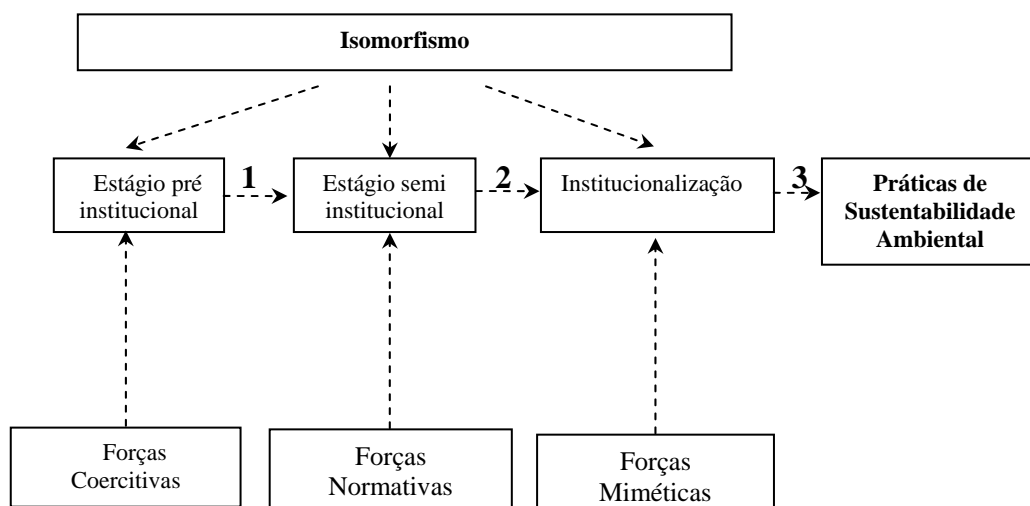 Isomorfismo
Estágio pré
institucional
1
Estágio semi
institucional
2
Institucionalização
3
Práticas de
Sustentabilidade
Ambiental
Forças
Coercitivas
Forças
Normativas
Forças
Miméticas